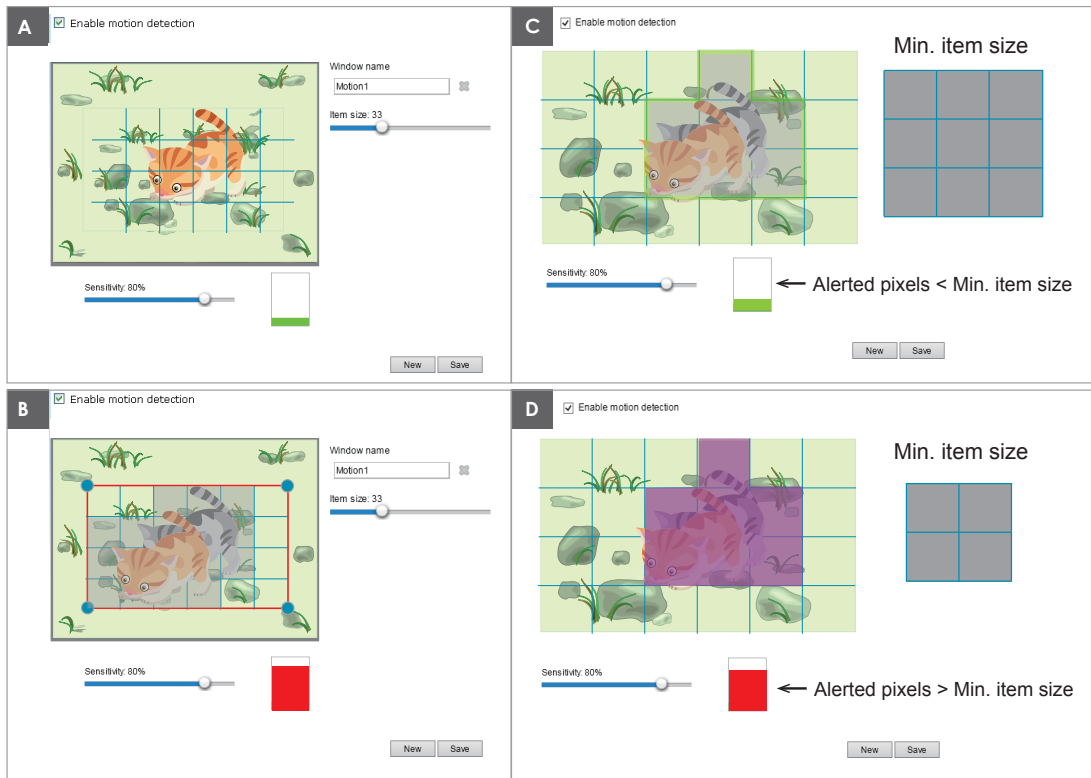 A
Enable motion detection
Window name
Motion1
Item size: 33
Sensitivity: 80%
New Save
B
Enable motion detection
Window name
Motion1
Item size: 33
Sensitivity: 80%
New Save
C
Enable motion detection
Min. item size
Sensitivity: 80%
Alerted pixels < Min. item size
New Save
D
Enable motion detection
Min. item size
Sensitivity: 80%
Alerted pixels > Min. item size
New Save